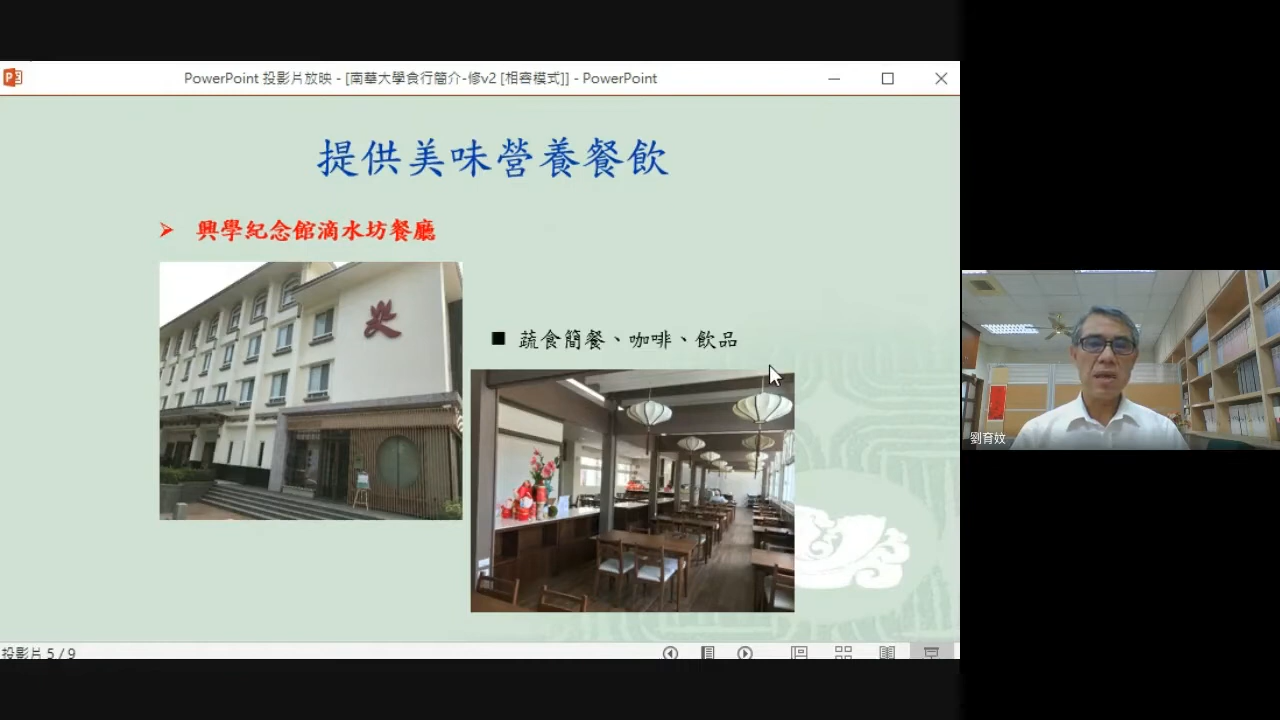 PowerPoint 投影片放映 - [南華大學食行簡介-修v2 [相容模式]] - PowerPoint
提供美味營養餐飲
➢ 興學紀念館滴水坊餐廳
■ 蔬食簡餐、咖啡、飲品
劉育妏
投影片 5 / 9